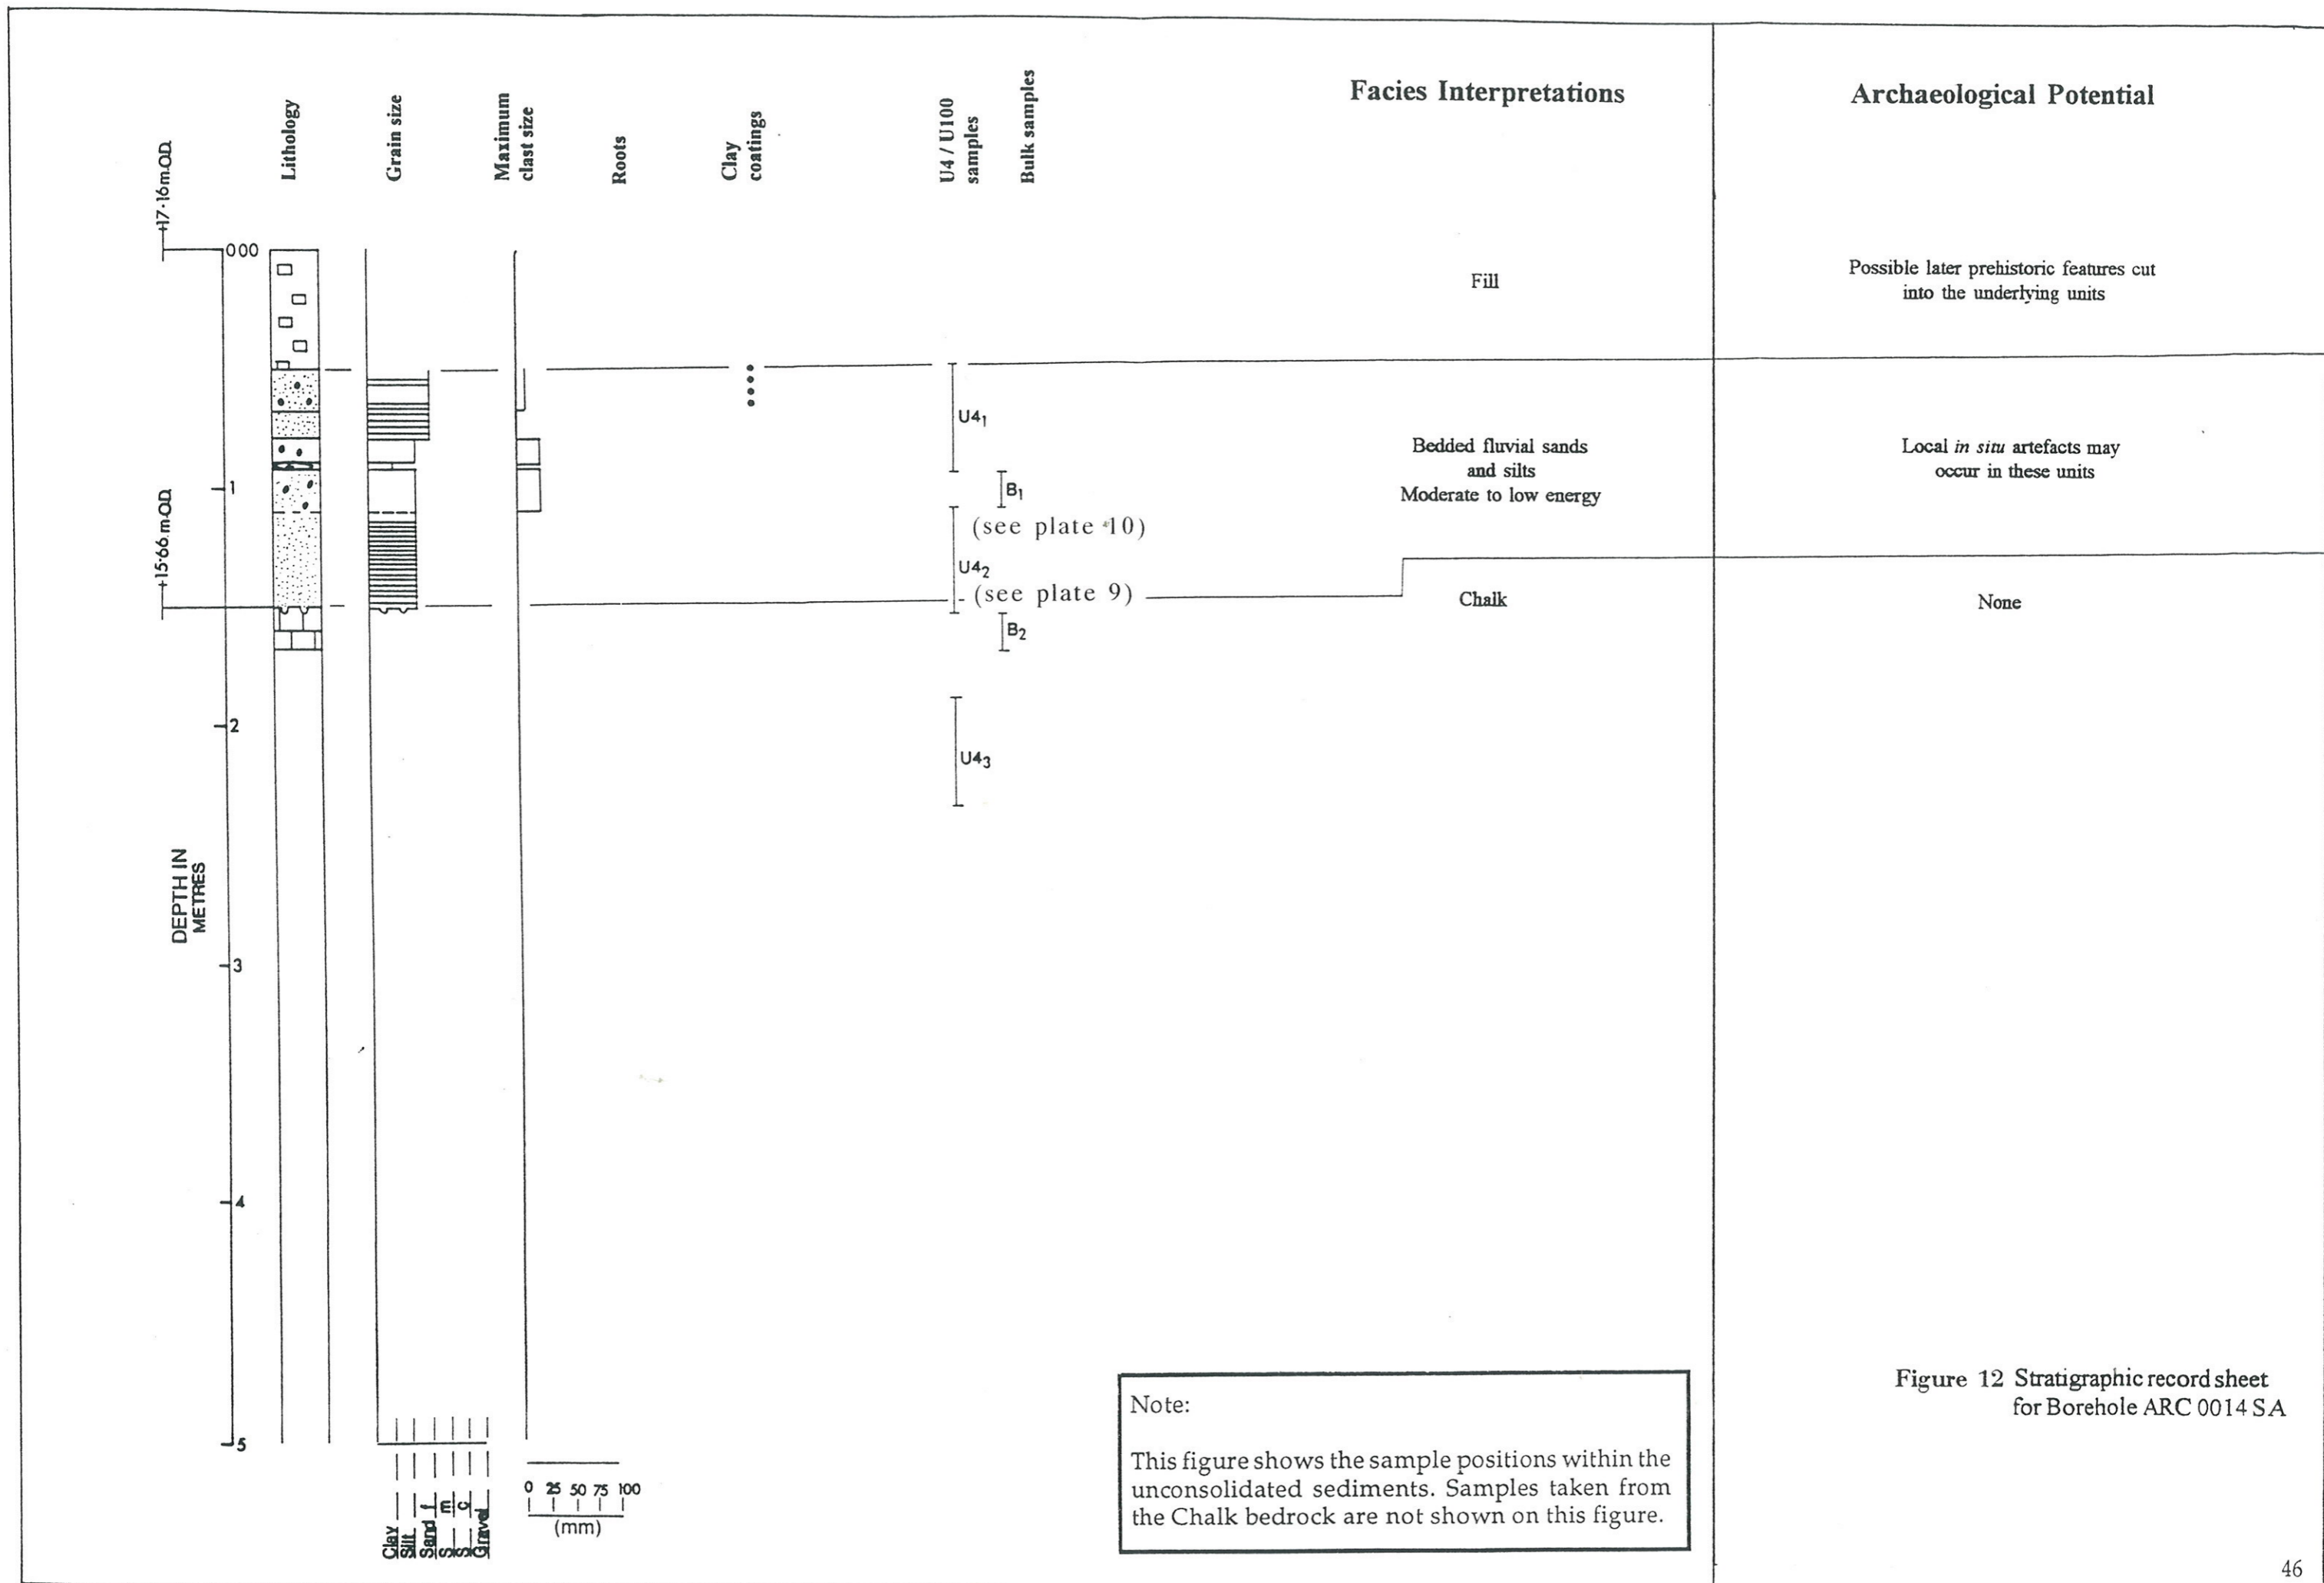 Lithology
Grain size
Maximum
clast size
Roots
Clay
coatings
U4 / U100
samples
Bulk samples
Facies Interpretations
Archaeological Potential
+17·16m.O.D.
000
Fill
Possible later prehistoric features cut
into the underlying units
U4₁
Bedded fluvial sands
and silts
Moderate to low energy
Local in situ artefacts may
occur in these units
1
B₁
(see plate 10)
+15·66 m.O.D.
U4₂
(see plate 9)
Chalk
None
B₂
2
U4₃
DEPTH IN
METRES
3
4
5
Clay
Silt
Sand f
S m
S c
Gravel
0 25 50 75 100
(mm)
Note:
This figure shows the sample positions within the
unconsolidated sediments. Samples taken from
the Chalk bedrock are not shown on this figure.
Figure 12 Stratigraphic record sheet
for Borehole ARC 0014 SA
46